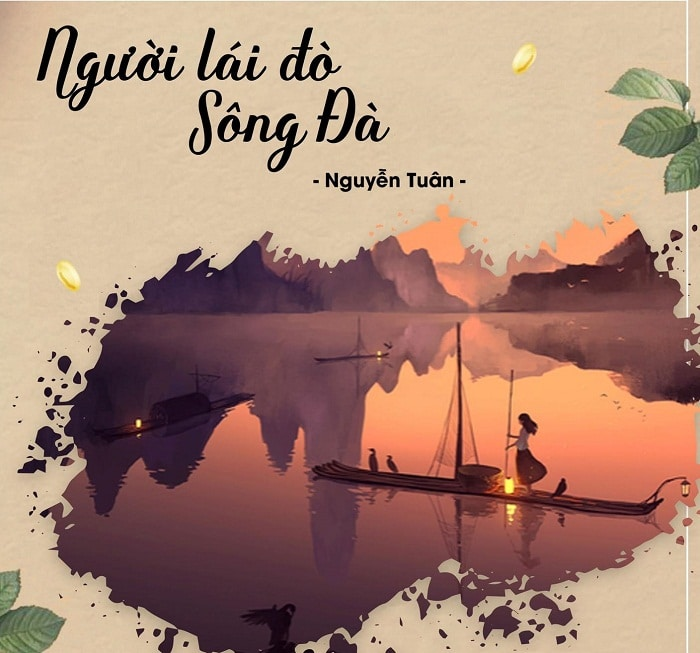 Người lái đò
Sông Đà
- Nguyễn Tuân -